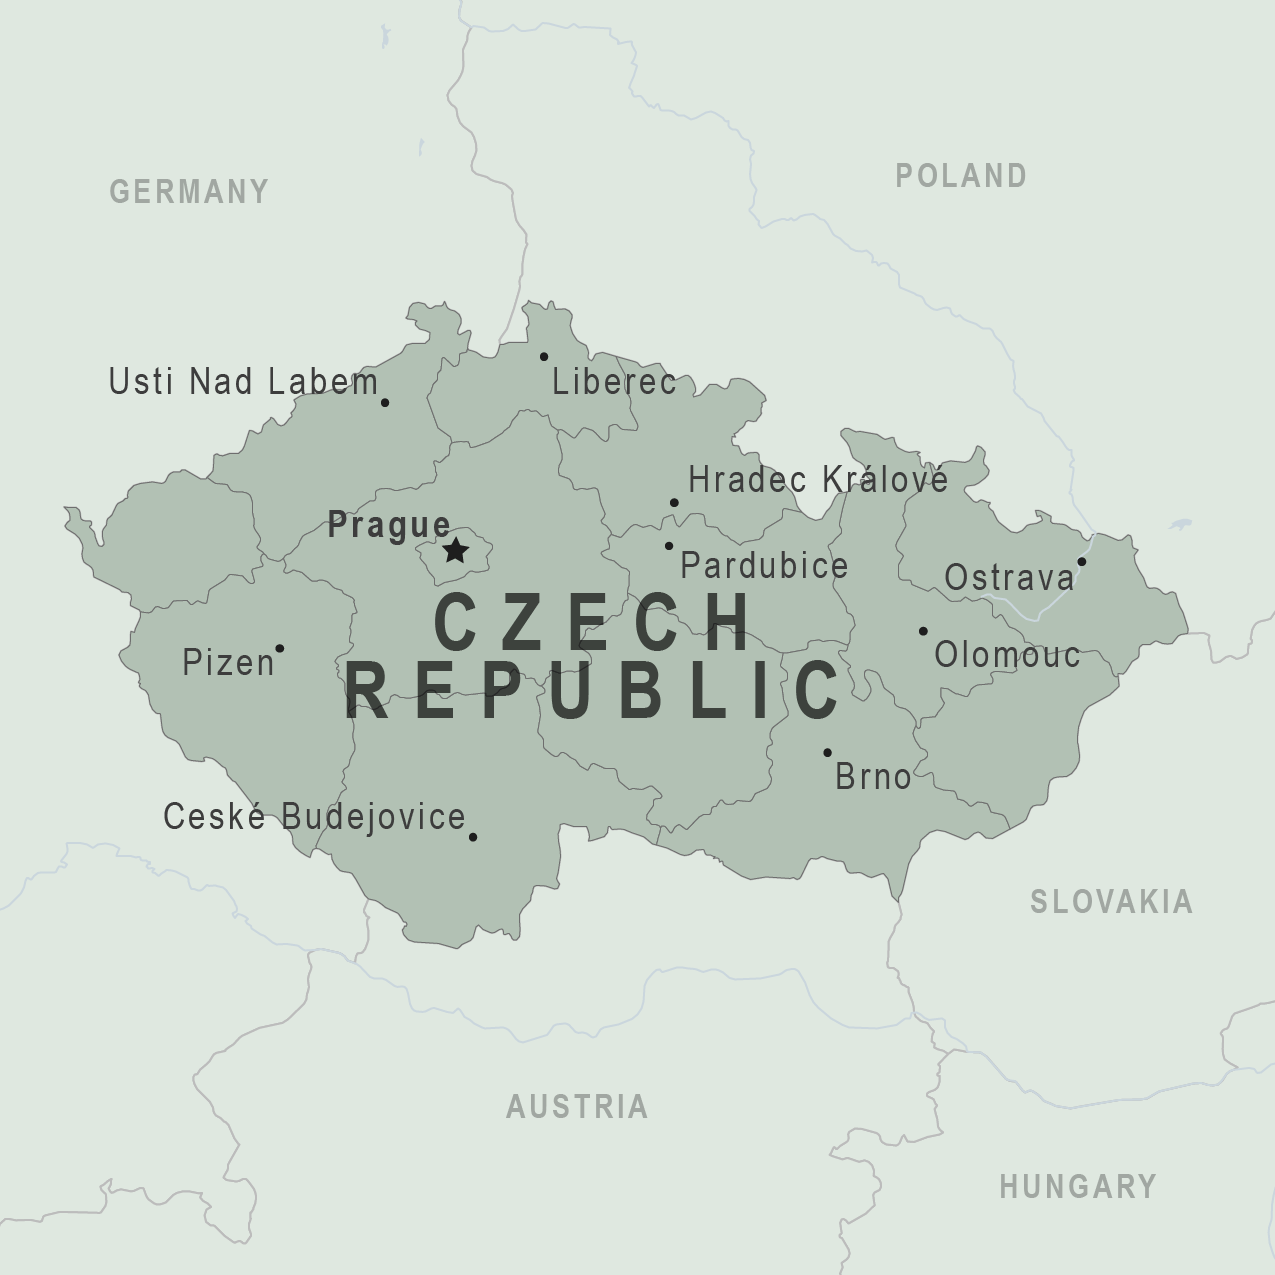 POLAND
GERMANY
Usti Nad Labem
Liberec
Hradec Králové
Prague
Pardubice
Ostrava
CZECH
REPUBLIC
Olomouc
Pizen
Brno
Ceské Budejovice
SLOVAKIA
AUSTRIA
HUNGARY